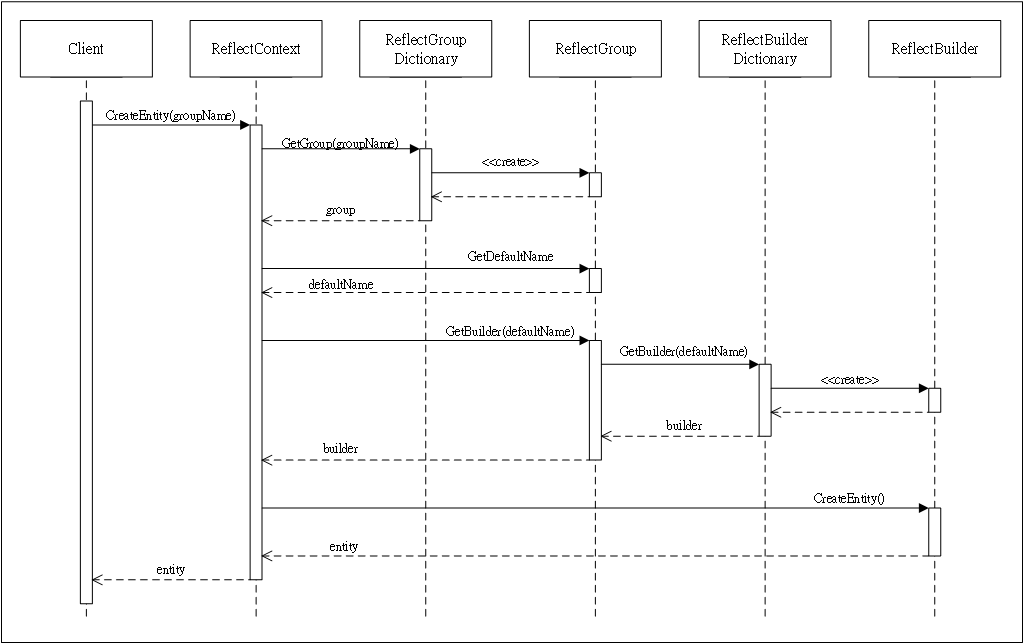 Client
ReflectContext
ReflectGroup
Dictionary
ReflectGroup
ReflectBuilder
Dictionary
ReflectBuilder
CreateEntity(groupName)
GetGroup(groupName)
<<create>>
group
GetDefaultName
defaultName
GetBuilder(defaultName)
GetBuilder(defaultName)
<<create>>
builder
builder
CreateEntity()
entity
entity